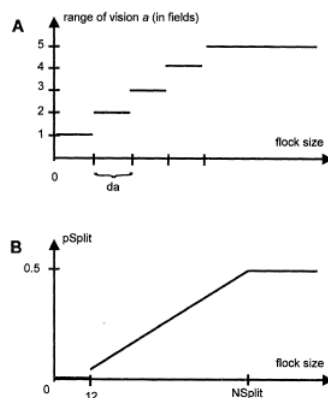 A
range of vision a (in fields)
5
4
3
2
1
flock size
0
da
B
pSplit
0.5
flock size
0
12
NSplit